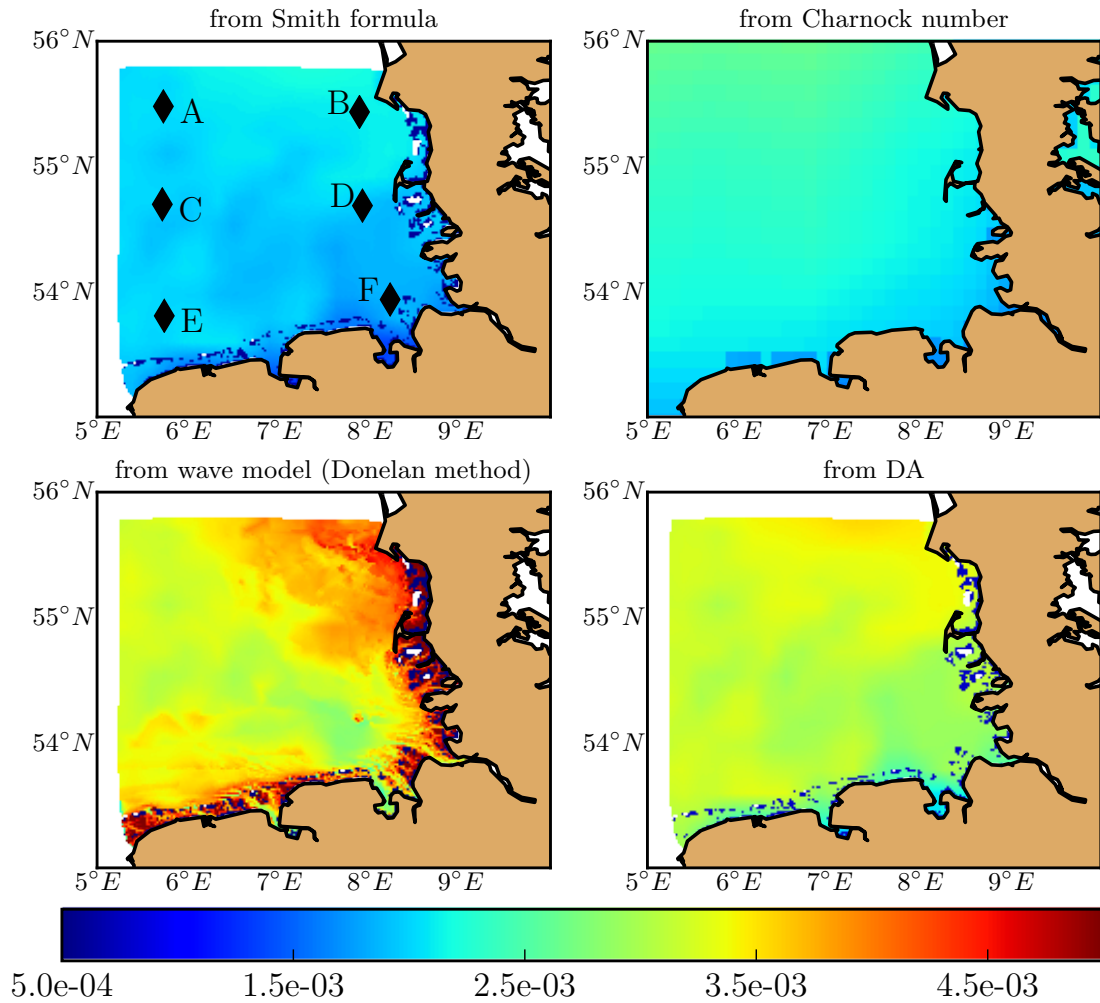 from Smith formula
from Charnock number
56°N
A
B
55°N
C
D
54°N
E
F
5°E 6°E 7°E 8°E 9°E
56°N
55°N
54°N
5°E 6°E 7°E 8°E 9°E
from wave model (Donelan method)
from DA
56°N
55°N
54°N
5°E 6°E 7°E 8°E 9°E
56°N
55°N
54°N
5°E 6°E 7°E 8°E 9°E
5.0e-04 1.5e-03 2.5e-03 3.5e-03 4.5e-03